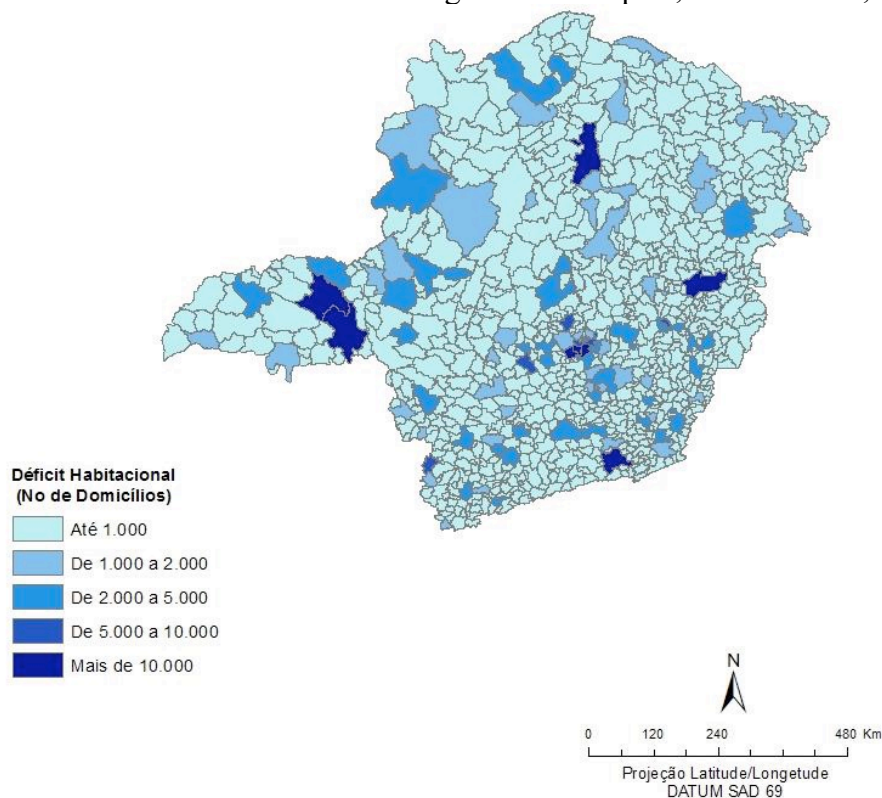 Déficit Habitacional
(No de Domicílios)
Até 1.000
De 1.000 a 2.000
De 2.000 a 5.000
De 5.000 a 10.000
Mais de 10.000
N
0 120 240 480 Km
Projeção Latitude/Longetude
DATUM SAD 69